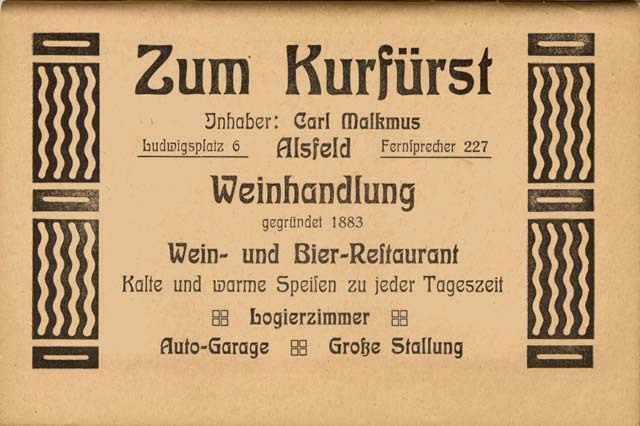 Zum Kurfürst
Inhaber: Carl Malkmus
Ludwigsplatz 6 Alsfeld Fernsprecher 227
Weinhandlung
gegründet 1883
Wein- und Bier-Restaurant
Kalte und warme Speisen zu jeder Tageszeit
Logierzimmer
Auto-Garage Große Stallung